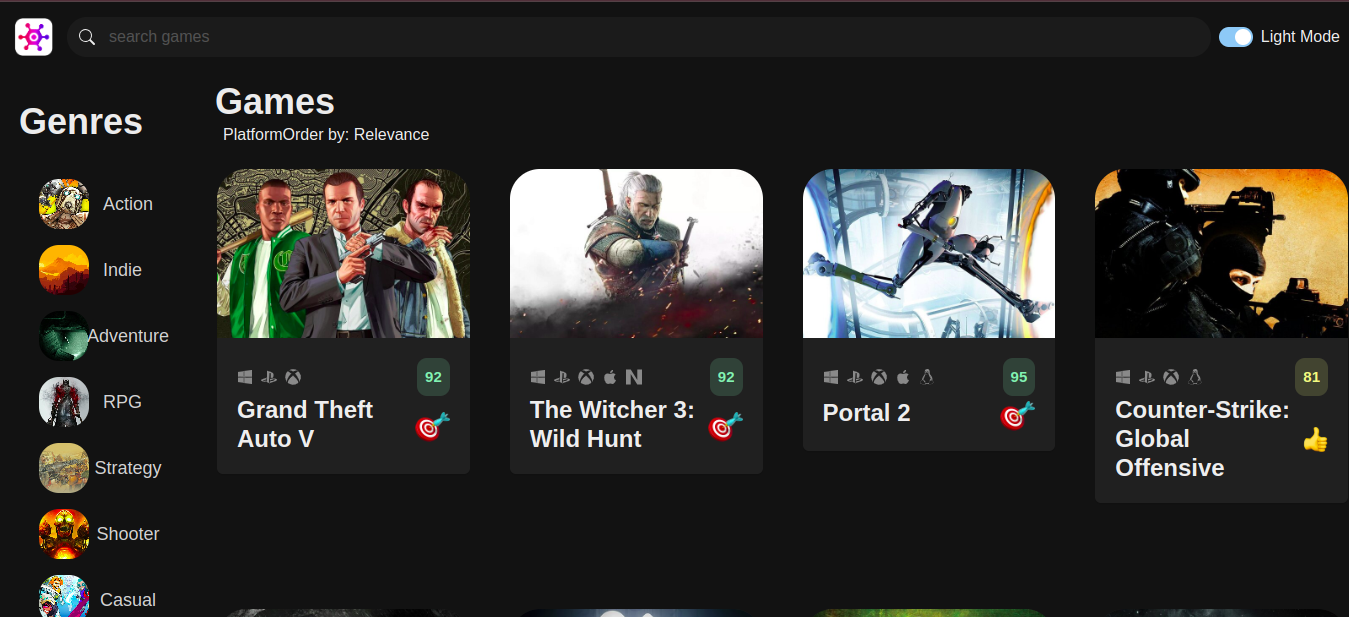 search games
Light Mode
Genres
Action
Indie
Adventure
RPG
Strategy
Shooter
Casual
Games
PlatformOrder by: Relevance
92
Grand Theft
Auto V
92
The Witcher 3:
Wild Hunt
95
Portal 2
81
Counter-Strike:
Global
Offensive